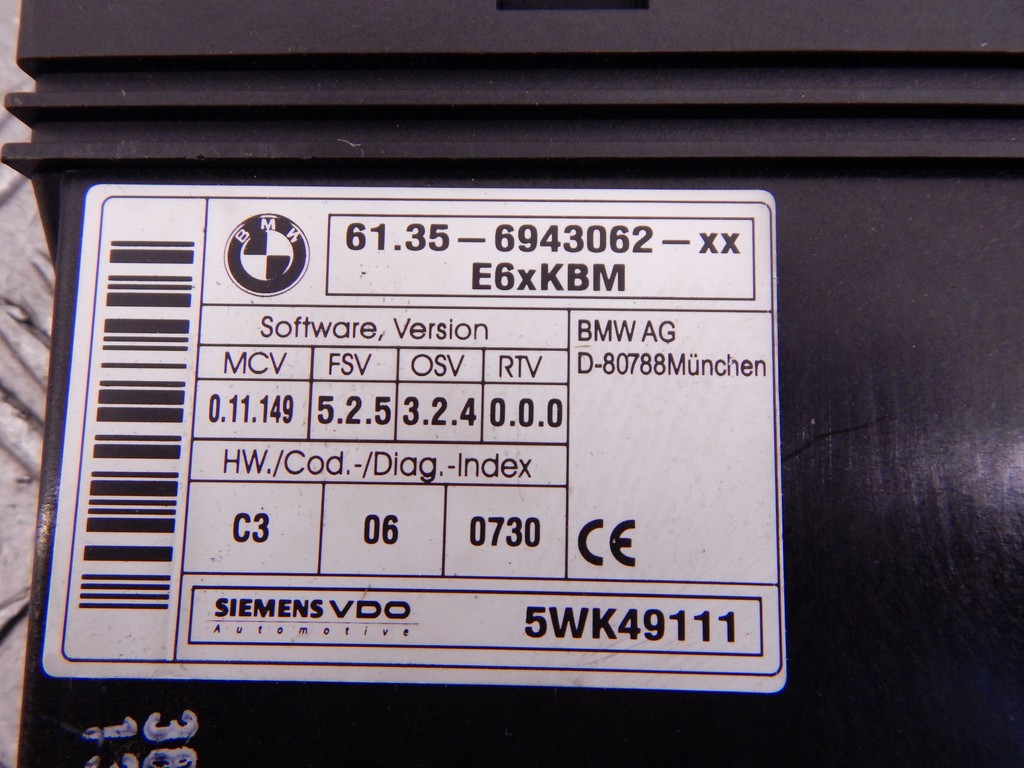 BMW
61.35-6943062-xx
E6xKBM
Software, Version
MCV FSV OSV RTV
0.11.149 5.2.5 3.2.4 0.0.0
HW./Cod.-/Diag.-Index
C3 06 0730
BMW AG
D-80788München
CE
SIEMENS VDO
Automotive
5WK49111